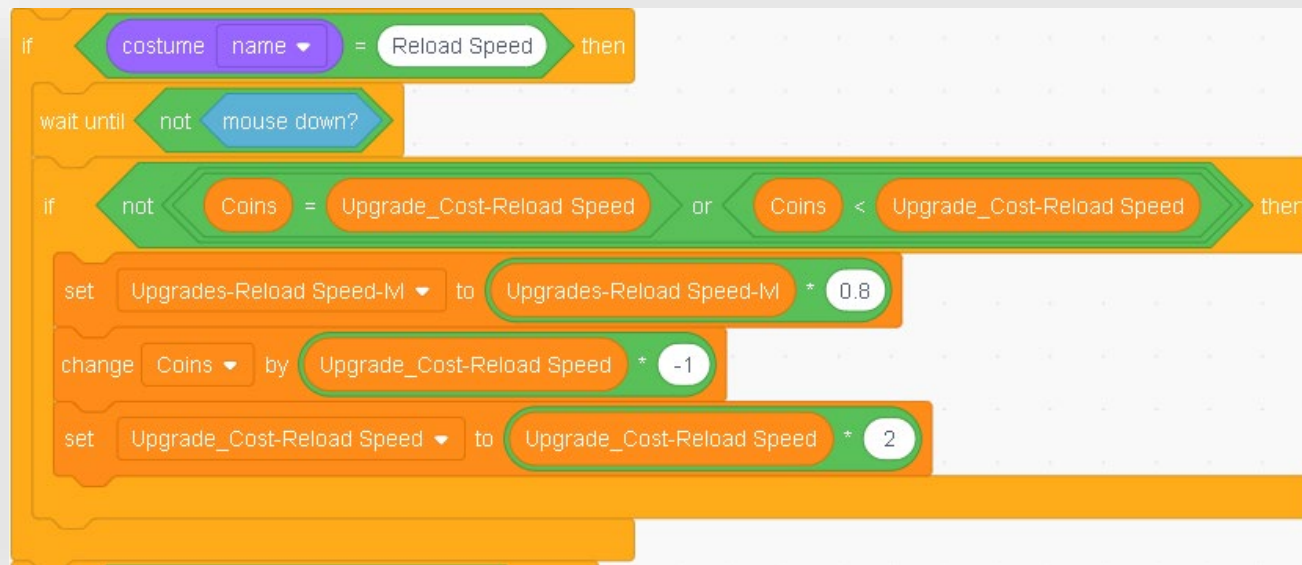 if costume name = Reload Speed then
wait until not mouse down?
if not Coins = Upgrade_Cost-Reload Speed or Coins < Upgrade_Cost-Reload Speed then
set Upgrades-Reload Speed-lvl to Upgrades-Reload Speed-lvl * 0.8
change Coins by Upgrade_Cost-Reload Speed * -1
set Upgrade_Cost-Reload Speed to Upgrade_Cost-Reload Speed * 2